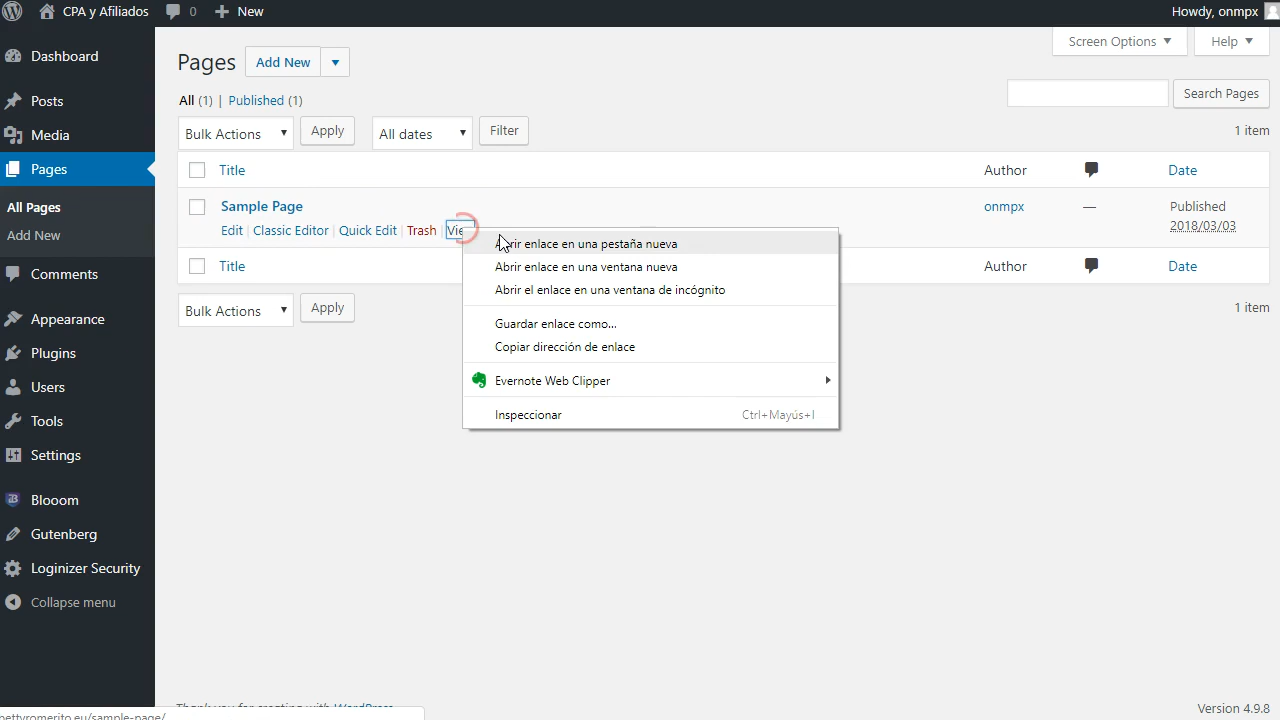 CPA y Afiliados 0 New Howdy, onmpx
Dashboard
Posts
Media
Pages
All Pages
Add New
Comments
Appearance
Plugins
Users
Tools
Settings
Blooom
Gutenberg
Loginizer Security
Collapse menu
Screen Options Help
Pages Add New
All (1) | Published (1)
Search Pages
Bulk Actions Apply All dates Filter 1 item
Title Author Date
Sample Page onmpx — Published
2018/03/03
Edit | Classic Editor | Quick Edit | Trash |
Title Author Date
Bulk Actions Apply 1 item
Abrir enlace en una pestaña nueva
Abrir enlace en una ventana nueva
Abrir el enlace en una ventana de incógnito
Guardar enlace como...
Copiar dirección de enlace
Evernote Web Clipper
Inspeccionar Ctrl+Mayús+I
Thank you for creating with WordPress
Version 4.9.8